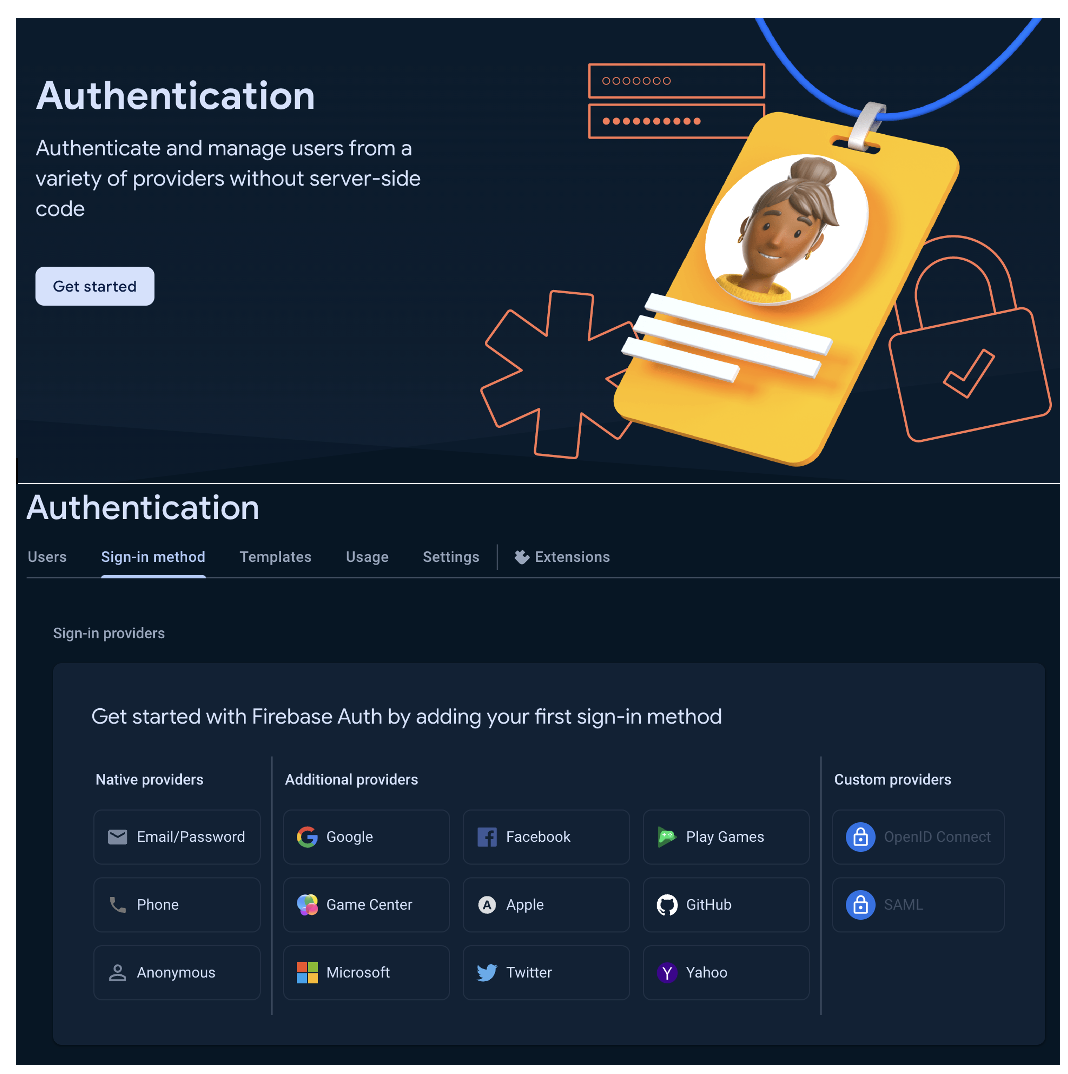 Authentication
Authenticate and manage users from a
variety of providers without server-side
code
Get started
Authentication
Users Sign-in method Templates Usage Settings Extensions
Sign-in providers
Get started with Firebase Auth by adding your first sign-in method
Native providers Additional providers Custom providers
Email/Password Google Facebook Play Games OpenID Connect
Phone Game Center Apple GitHub SAML
Anonymous Microsoft Twitter Yahoo